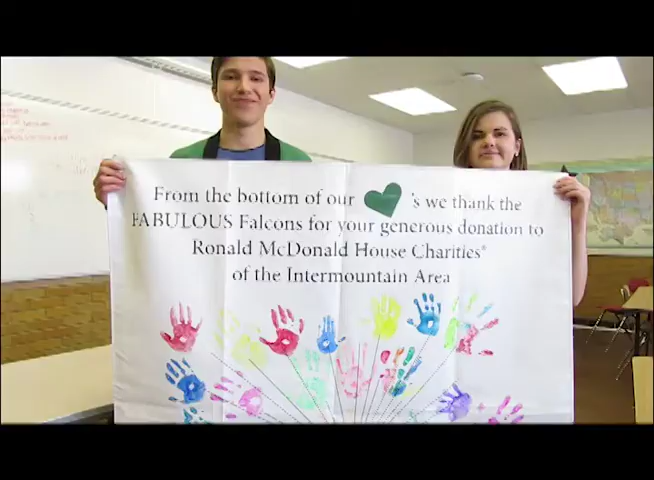 From the bottom of our 's we thank the
FABULOUS Falcons for your generous donation to
Ronald McDonald House Charities®
of the Intermountain Area